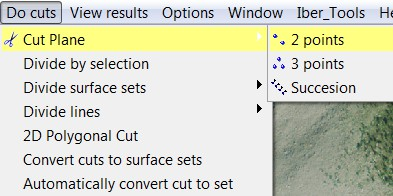 Do cuts View results Options Window Iber_Tools He
Cut Plane
Divide by selection
Divide surface sets
Divide lines
2D Polygonal Cut
Convert cuts to surface sets
Automatically convert cut to set
2 points
3 points
Succesion